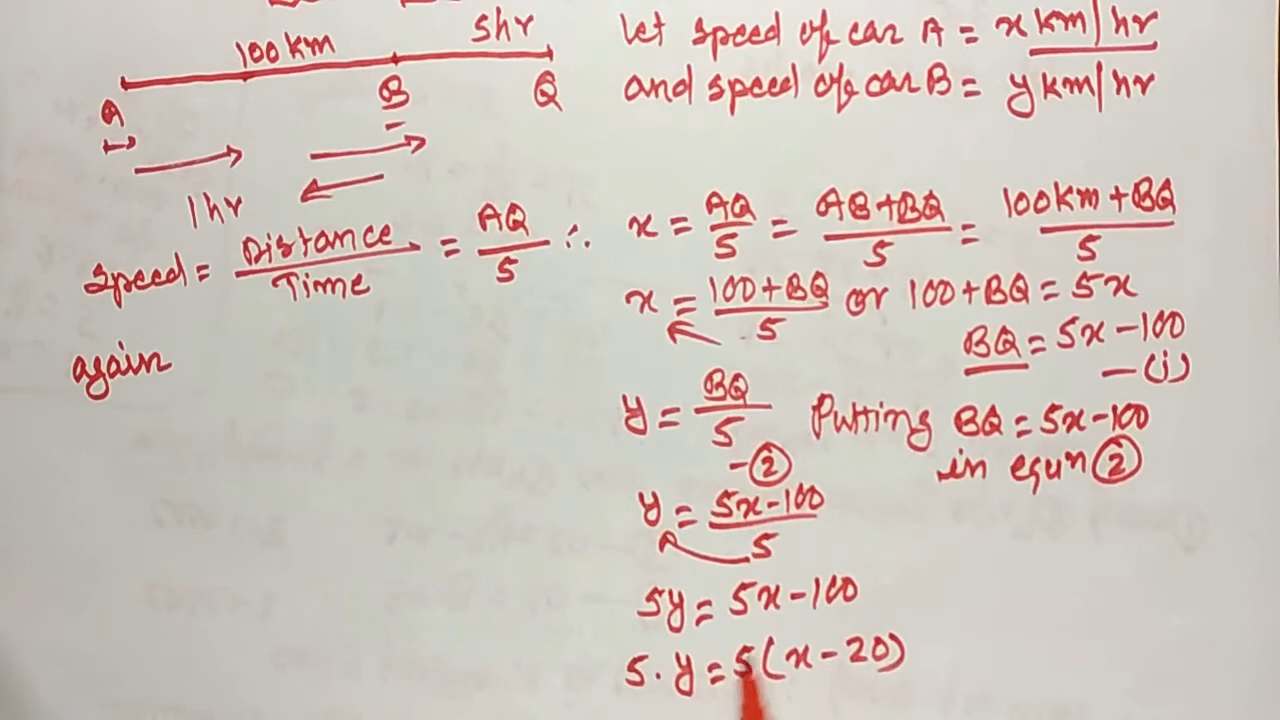 100km 5hr
A B Q
1hr
let speed of car A = x km/hr
and speed of car B = y km/hr
speed = Distance/Time = AQ/5 ∴ x = AQ/5 = AB+BQ/5 = 100km+BQ/5
x = 100+BQ/5 or 100+BQ = 5x
BQ = 5x-100
-(i)
again
y = BQ/5 Putting BQ = 5x-100
-② in equn ②
y = 5x-100/5
5y = 5x-100
5.y = 5(x-20)